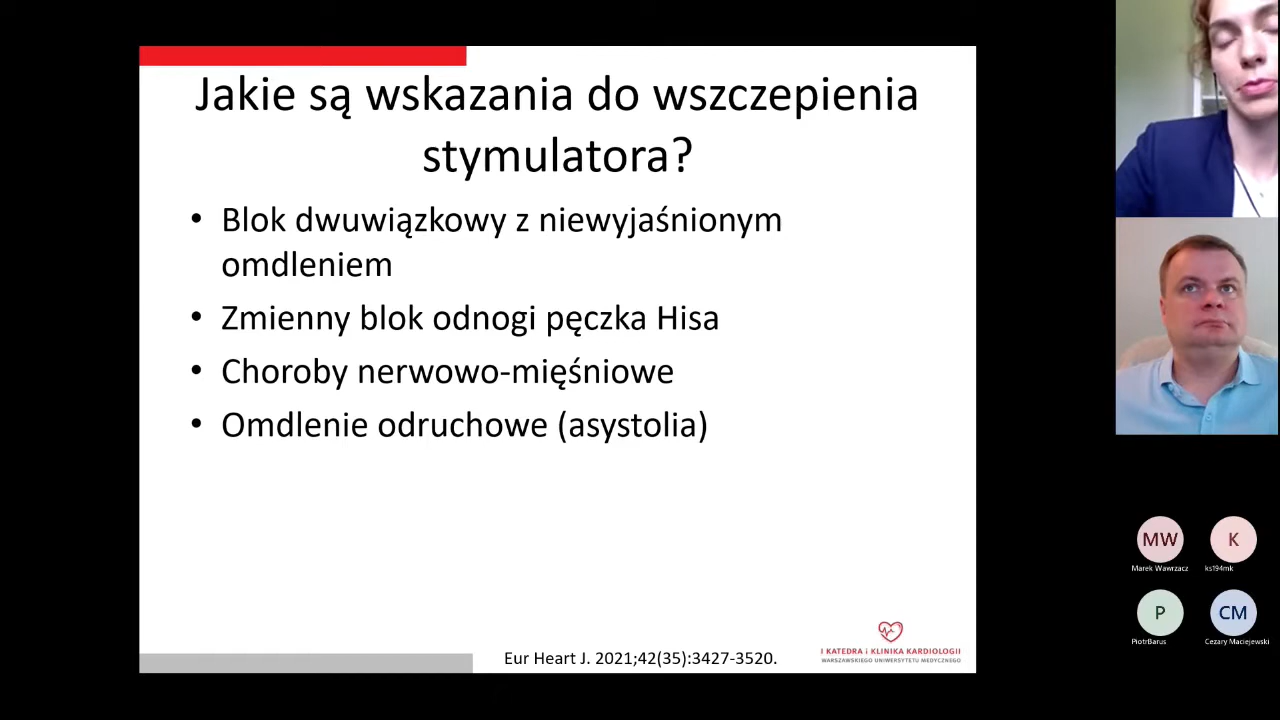 Jakie są wskazania do wszczepienia
stymulatora?
• Blok dwuwiązkowy z niewyjaśnionym
omdleniem
• Zmienny blok odnogi pęczka Hisa
• Choroby nerwowo-mięśniowe
• Omdlenie odruchowe (asystolia)
Eur Heart J. 2021;42(35):3427-3520.
I KATEDRA i KLINIKA KARDIOLOGII
WARSZAWSKIEGO UNIWERSYTETU MEDYCZNEGO
MW
Marek Wawrzacz
K
ks194mk
P
PiotrBarus
CM
Cezary Maciejewski